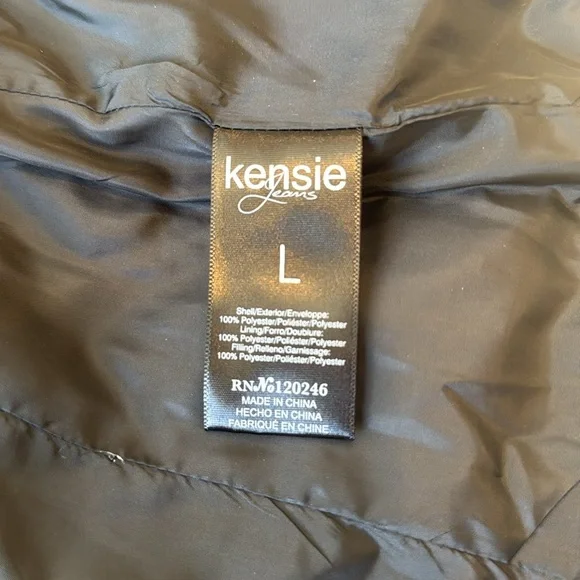 kensie
Jeans
L
Shell/Exterior/Enveloppe:
100% Polyester/Poliéster/Polyester
Lining/Forro/Doublure:
100% Polyester/Poliéster/Polyester
Filling/Relleno/Garnissage:
100% Polyester/Poliéster/Polyester
RN№120246
MADE IN CHINA
HECHO EN CHINA
FABRIQUÉ EN CHINE